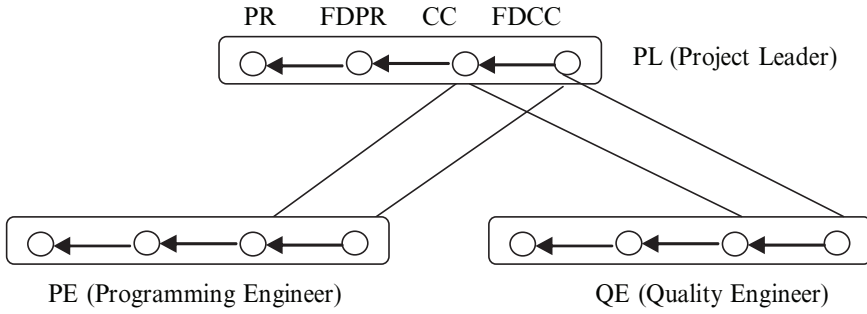 PR FDPR CC FDCC
PL (Project Leader)
PE (Programming Engineer)
QE (Quality Engineer)